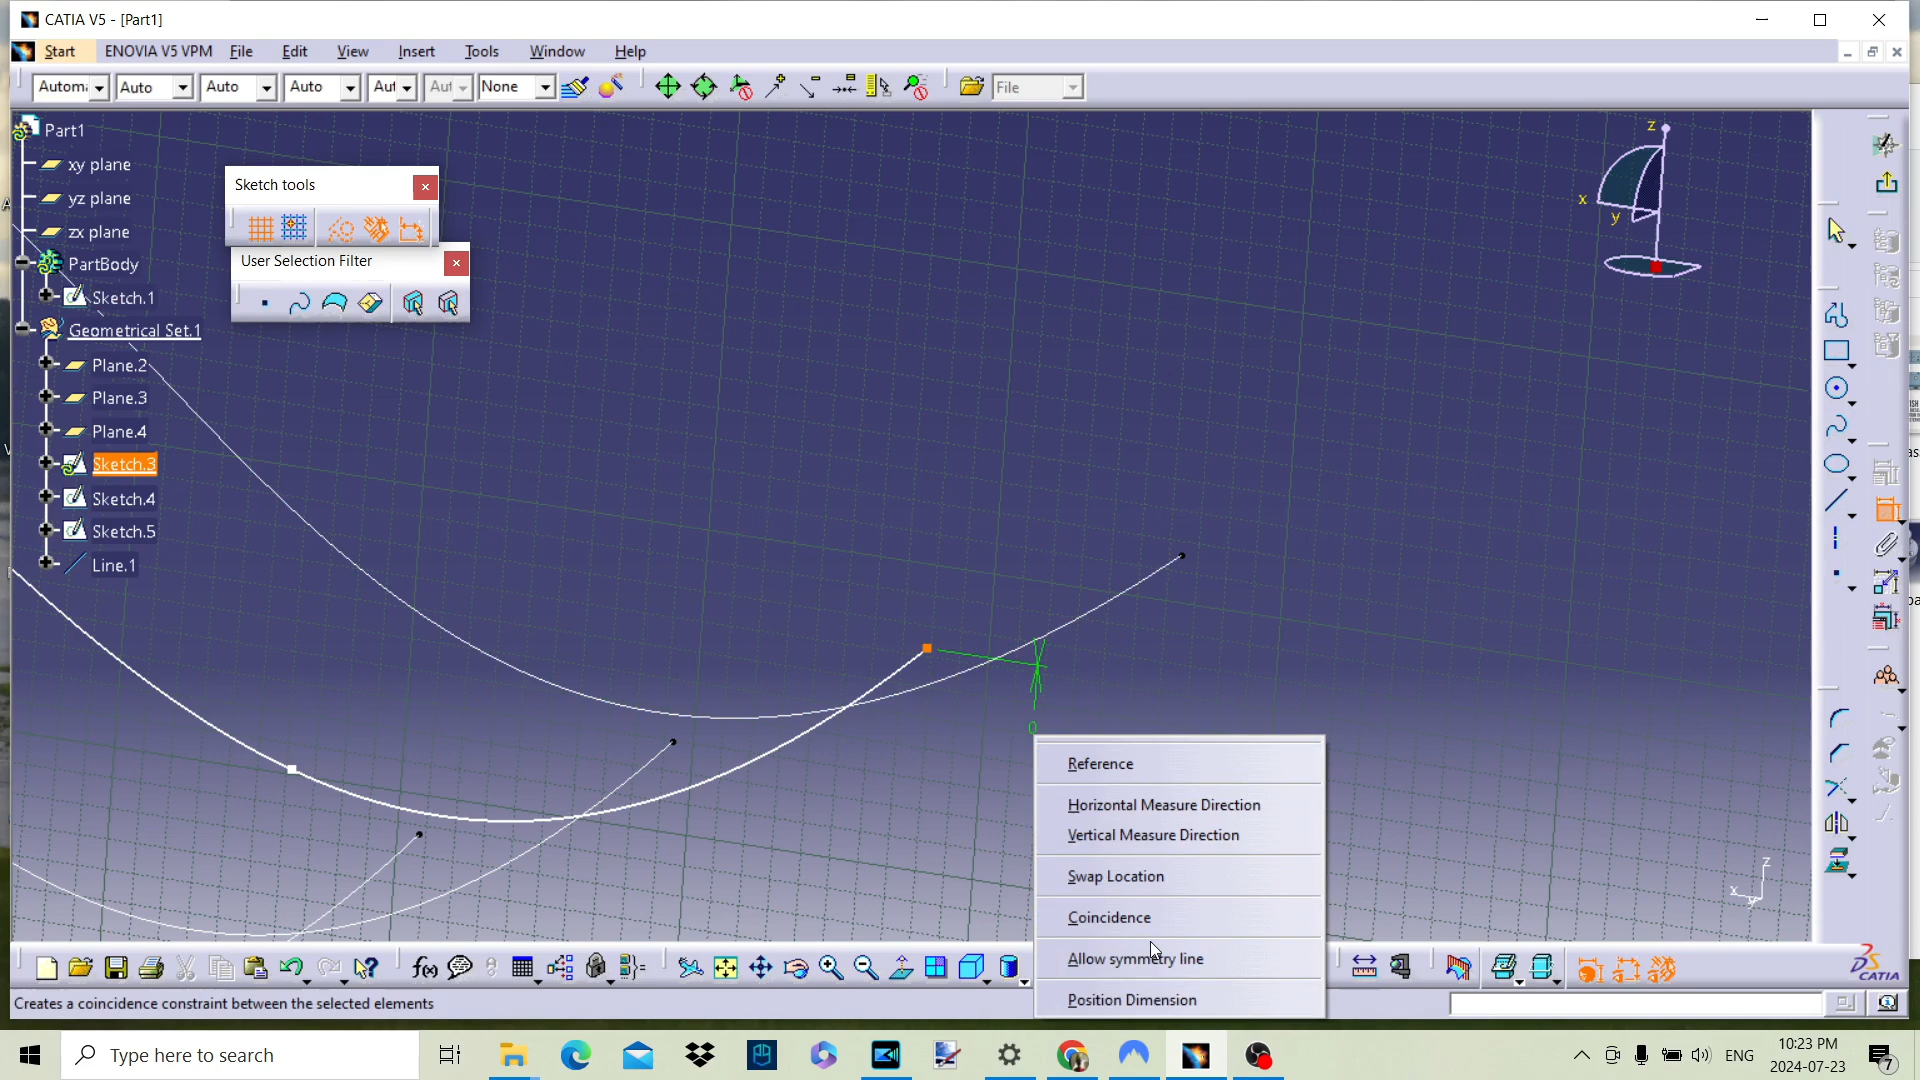 CATIA V5 - [Part1]
Start ENOVIA V5 VPM File Edit View Insert Tools Window Help
Auto Auto Auto None File
Part1
xy plane
yz plane
zx plane
PartBody
Sketch.1
Geometrical Set.1
Plane.2
Plane.3
Plane.4
Sketch.3
Sketch.4
Sketch.5
Line.1
Sketch tools
User Selection Filter
z
x
y
0
Reference
Horizontal Measure Direction
Vertical Measure Direction
Swap Location
Coincidence
Allow symmetry line
Position Dimension
z
x
y
f(x)
CATIA
Creates a coincidence constraint between the selected elements
Type here to search
ENG
10:23 PM
2024-07-23
7